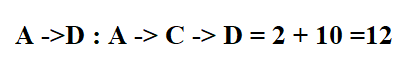 A ->D : A -> C -> D = 2 + 10 =12